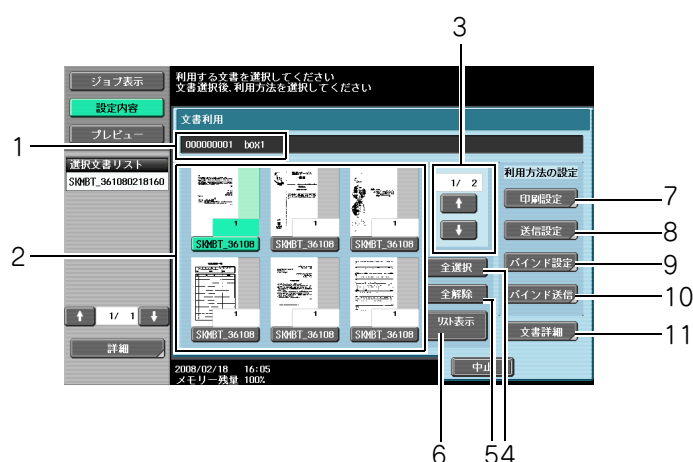 3
ジョブ表示
利用する文書を選択してください
文書選択後、利用方法を選択してください
設定内容
文書利用
プレビュー
1
000000001 box1
選択文書リスト
SKMBT_361080218160
1/ 2
利用方法の設定
印刷設定
7
1
1
1
送信設定
8
SKMBT_36108
SKMBT_36108
SKMBT_36108
2
全選択
バインド設定
9
全解除
バインド送信
10
1/ 1
1
1
1
リスト表示
文書詳細
11
SKMBT_36108
SKMBT_36108
SKMBT_36108
詳細
2008/02/18 16:05
メモリー残量 100%
中止
6
5
4